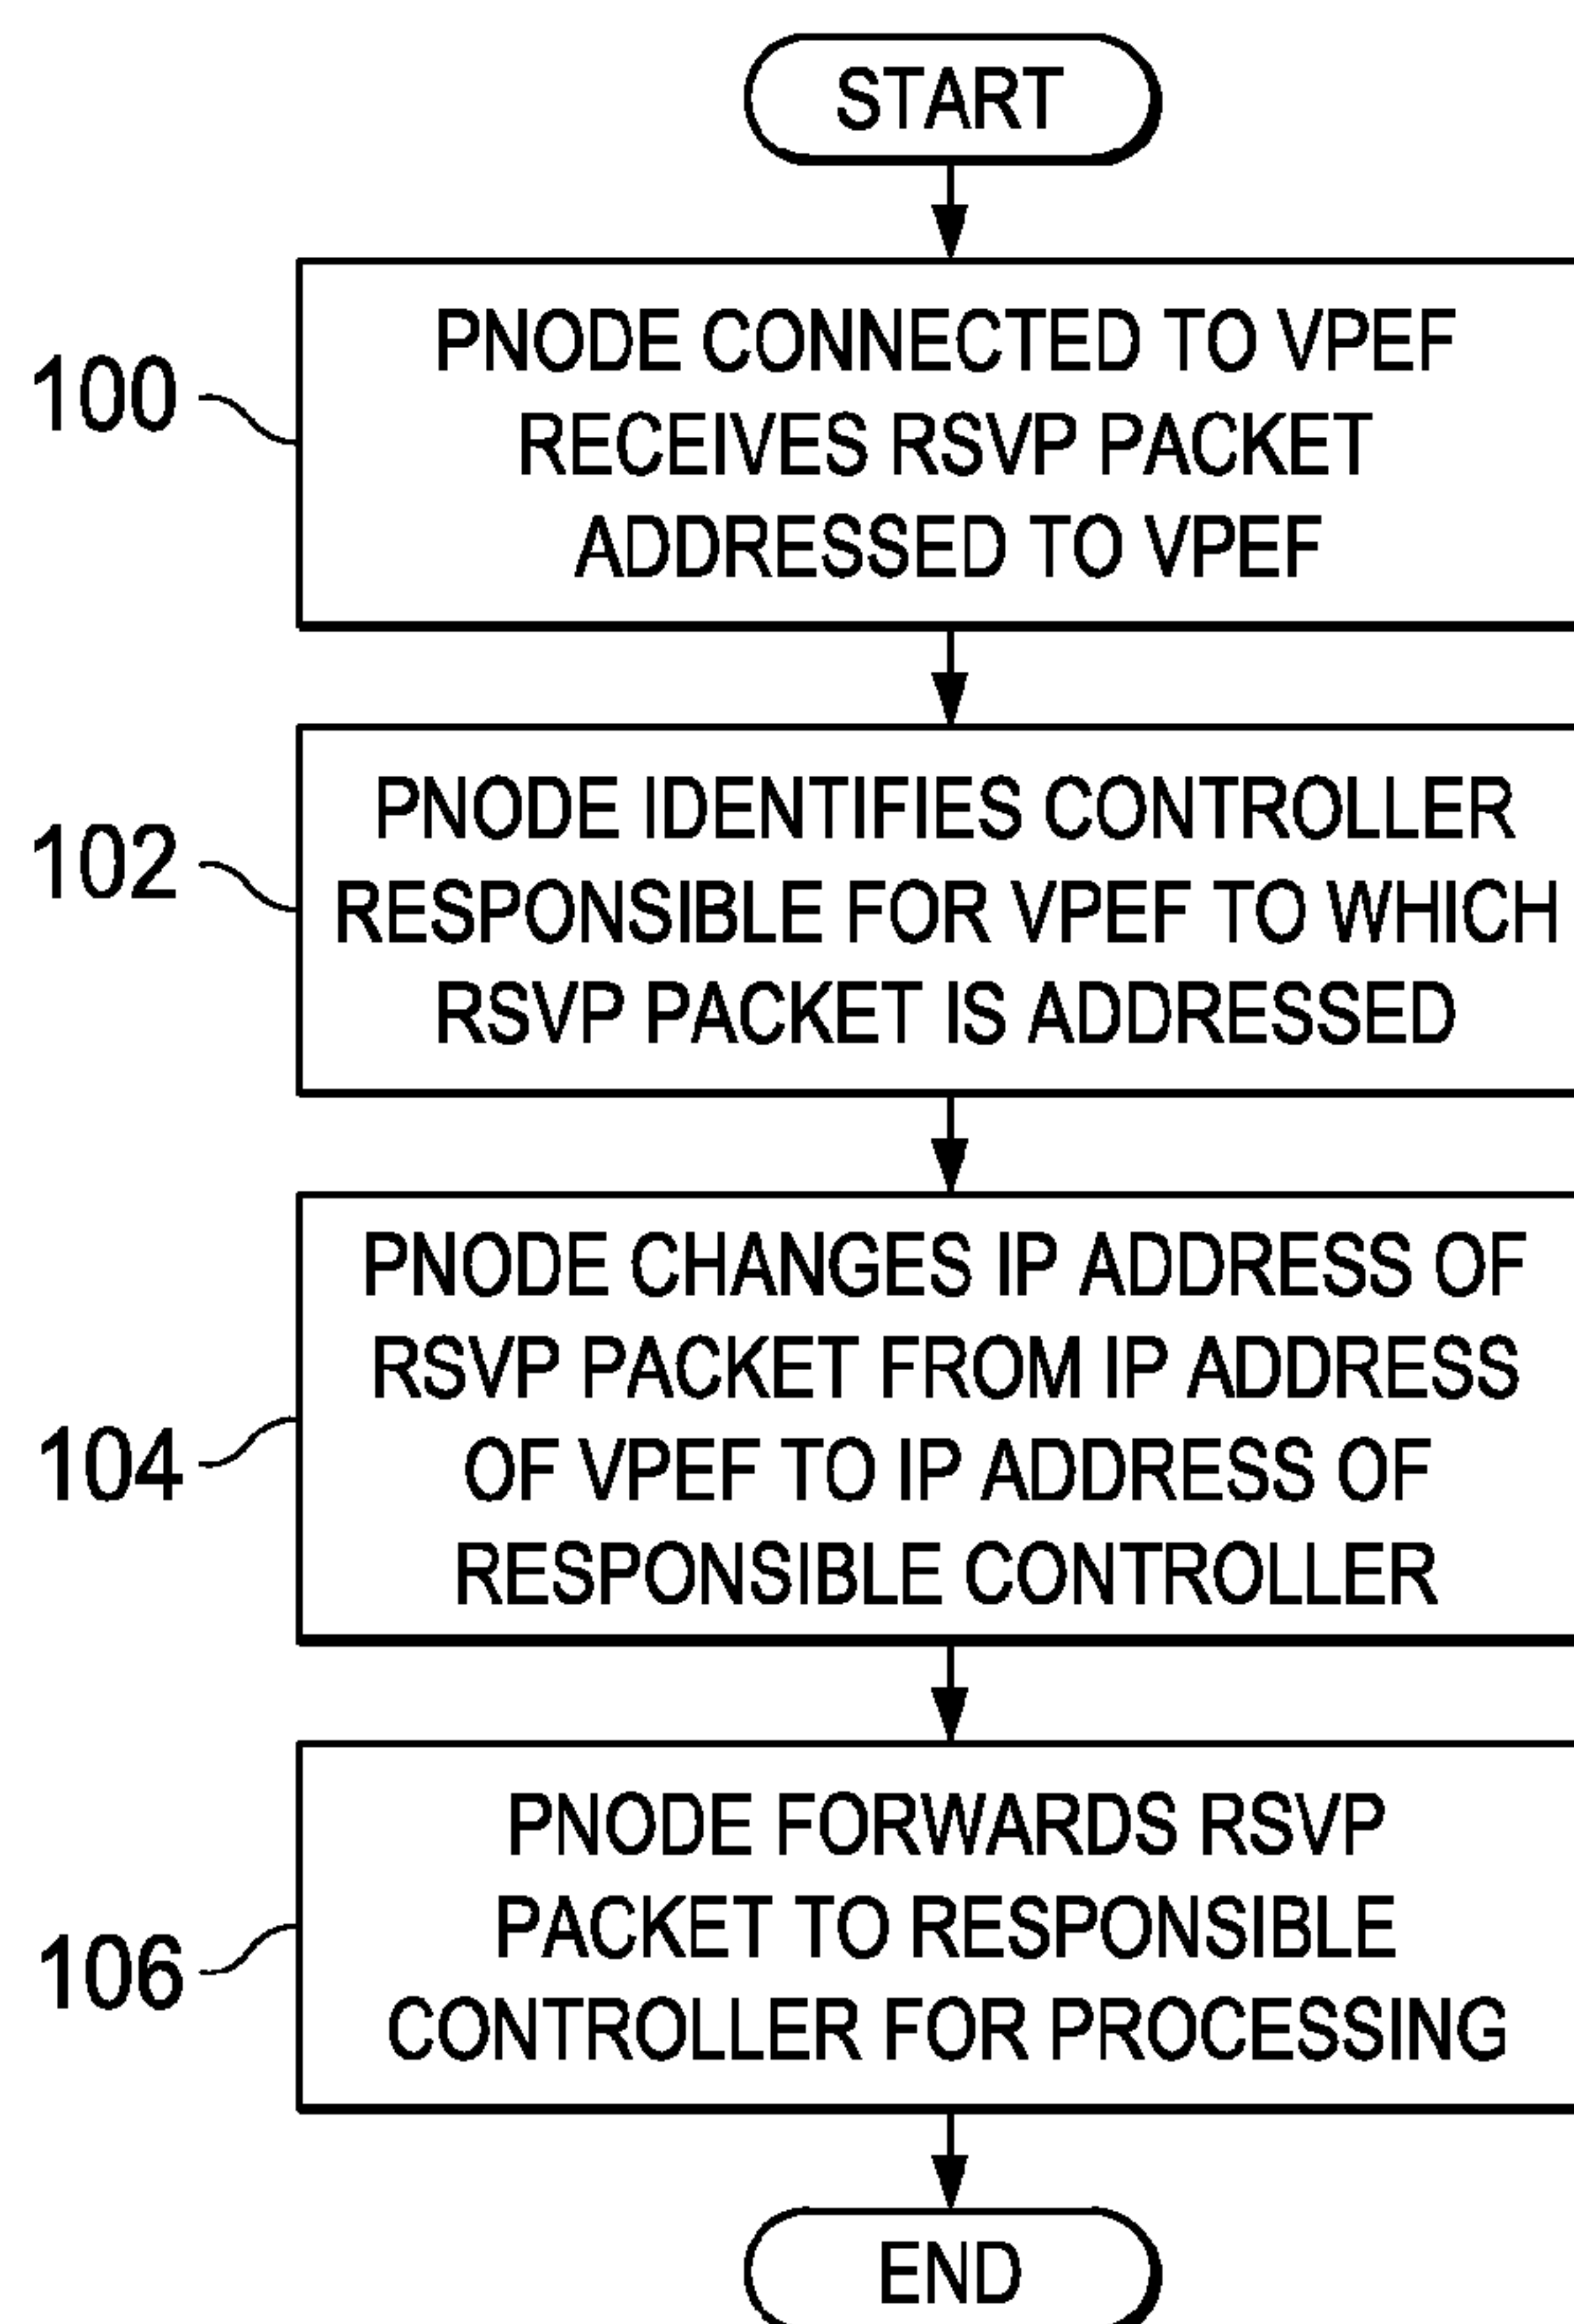 START
100
PNODE CONNECTED TO VPEF
RECEIVES RSVP PACKET
ADDRESSED TO VPEF
102
PNODE IDENTIFIES CONTROLLER
RESPONSIBLE FOR VPEF TO WHICH
RSVP PACKET IS ADDRESSED
104
PNODE CHANGES IP ADDRESS OF
RSVP PACKET FROM IP ADDRESS
OF VPEF TO IP ADDRESS OF
RESPONSIBLE CONTROLLER
106
PNODE FORWARDS RSVP
PACKET TO RESPONSIBLE
CONTROLLER FOR PROCESSING
END